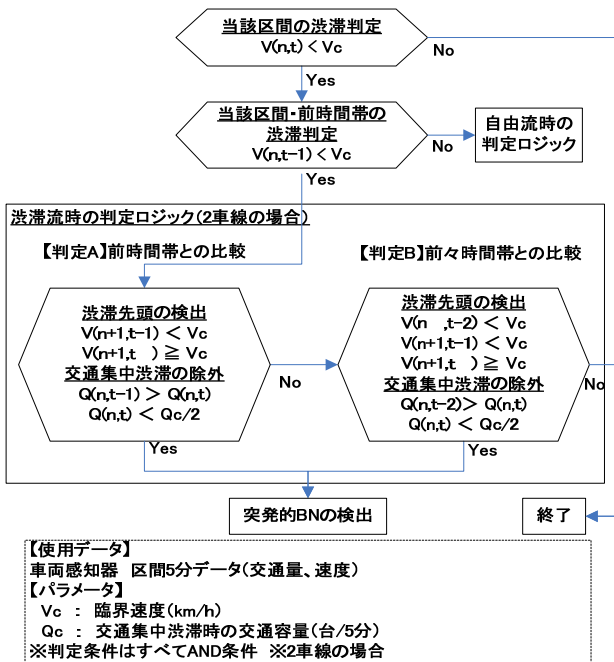 当該区間の渋滞判定
V(n,t) < Vc
No
Yes
当該区間・前時間帯の
渋滞判定
V(n,t-1) < Vc
No
自由流時の
判定ロジック
Yes
渋滞流時の判定ロジック(2車線の場合)
【判定A】前時間帯との比較
【判定B】前々時間帯との比較
渋滞先頭の検出
V(n+1,t-1) < Vc
V(n+1,t ) ≧ Vc
交通集中渋滞の除外
Q(n,t-1) > Q(n,t)
Q(n,t) < Qc/2
No
Yes
渋滞先頭の検出
V(n ,t-2) < Vc
V(n+1,t-1) < Vc
V(n+1,t ) ≧ Vc
交通集中渋滞の除外
Q(n,t-2)> Q(n,t)
Q(n,t) < Qc/2
No
Yes
突発的BNの検出
終了
【使用データ】
車両感知器 区間5分データ(交通量、速度)
【パラメータ】
Vc : 臨界速度(km/h)
Qc : 交通集中渋滞時の交通容量(台/5分)
※判定条件はすべてAND条件 ※2車線の場合